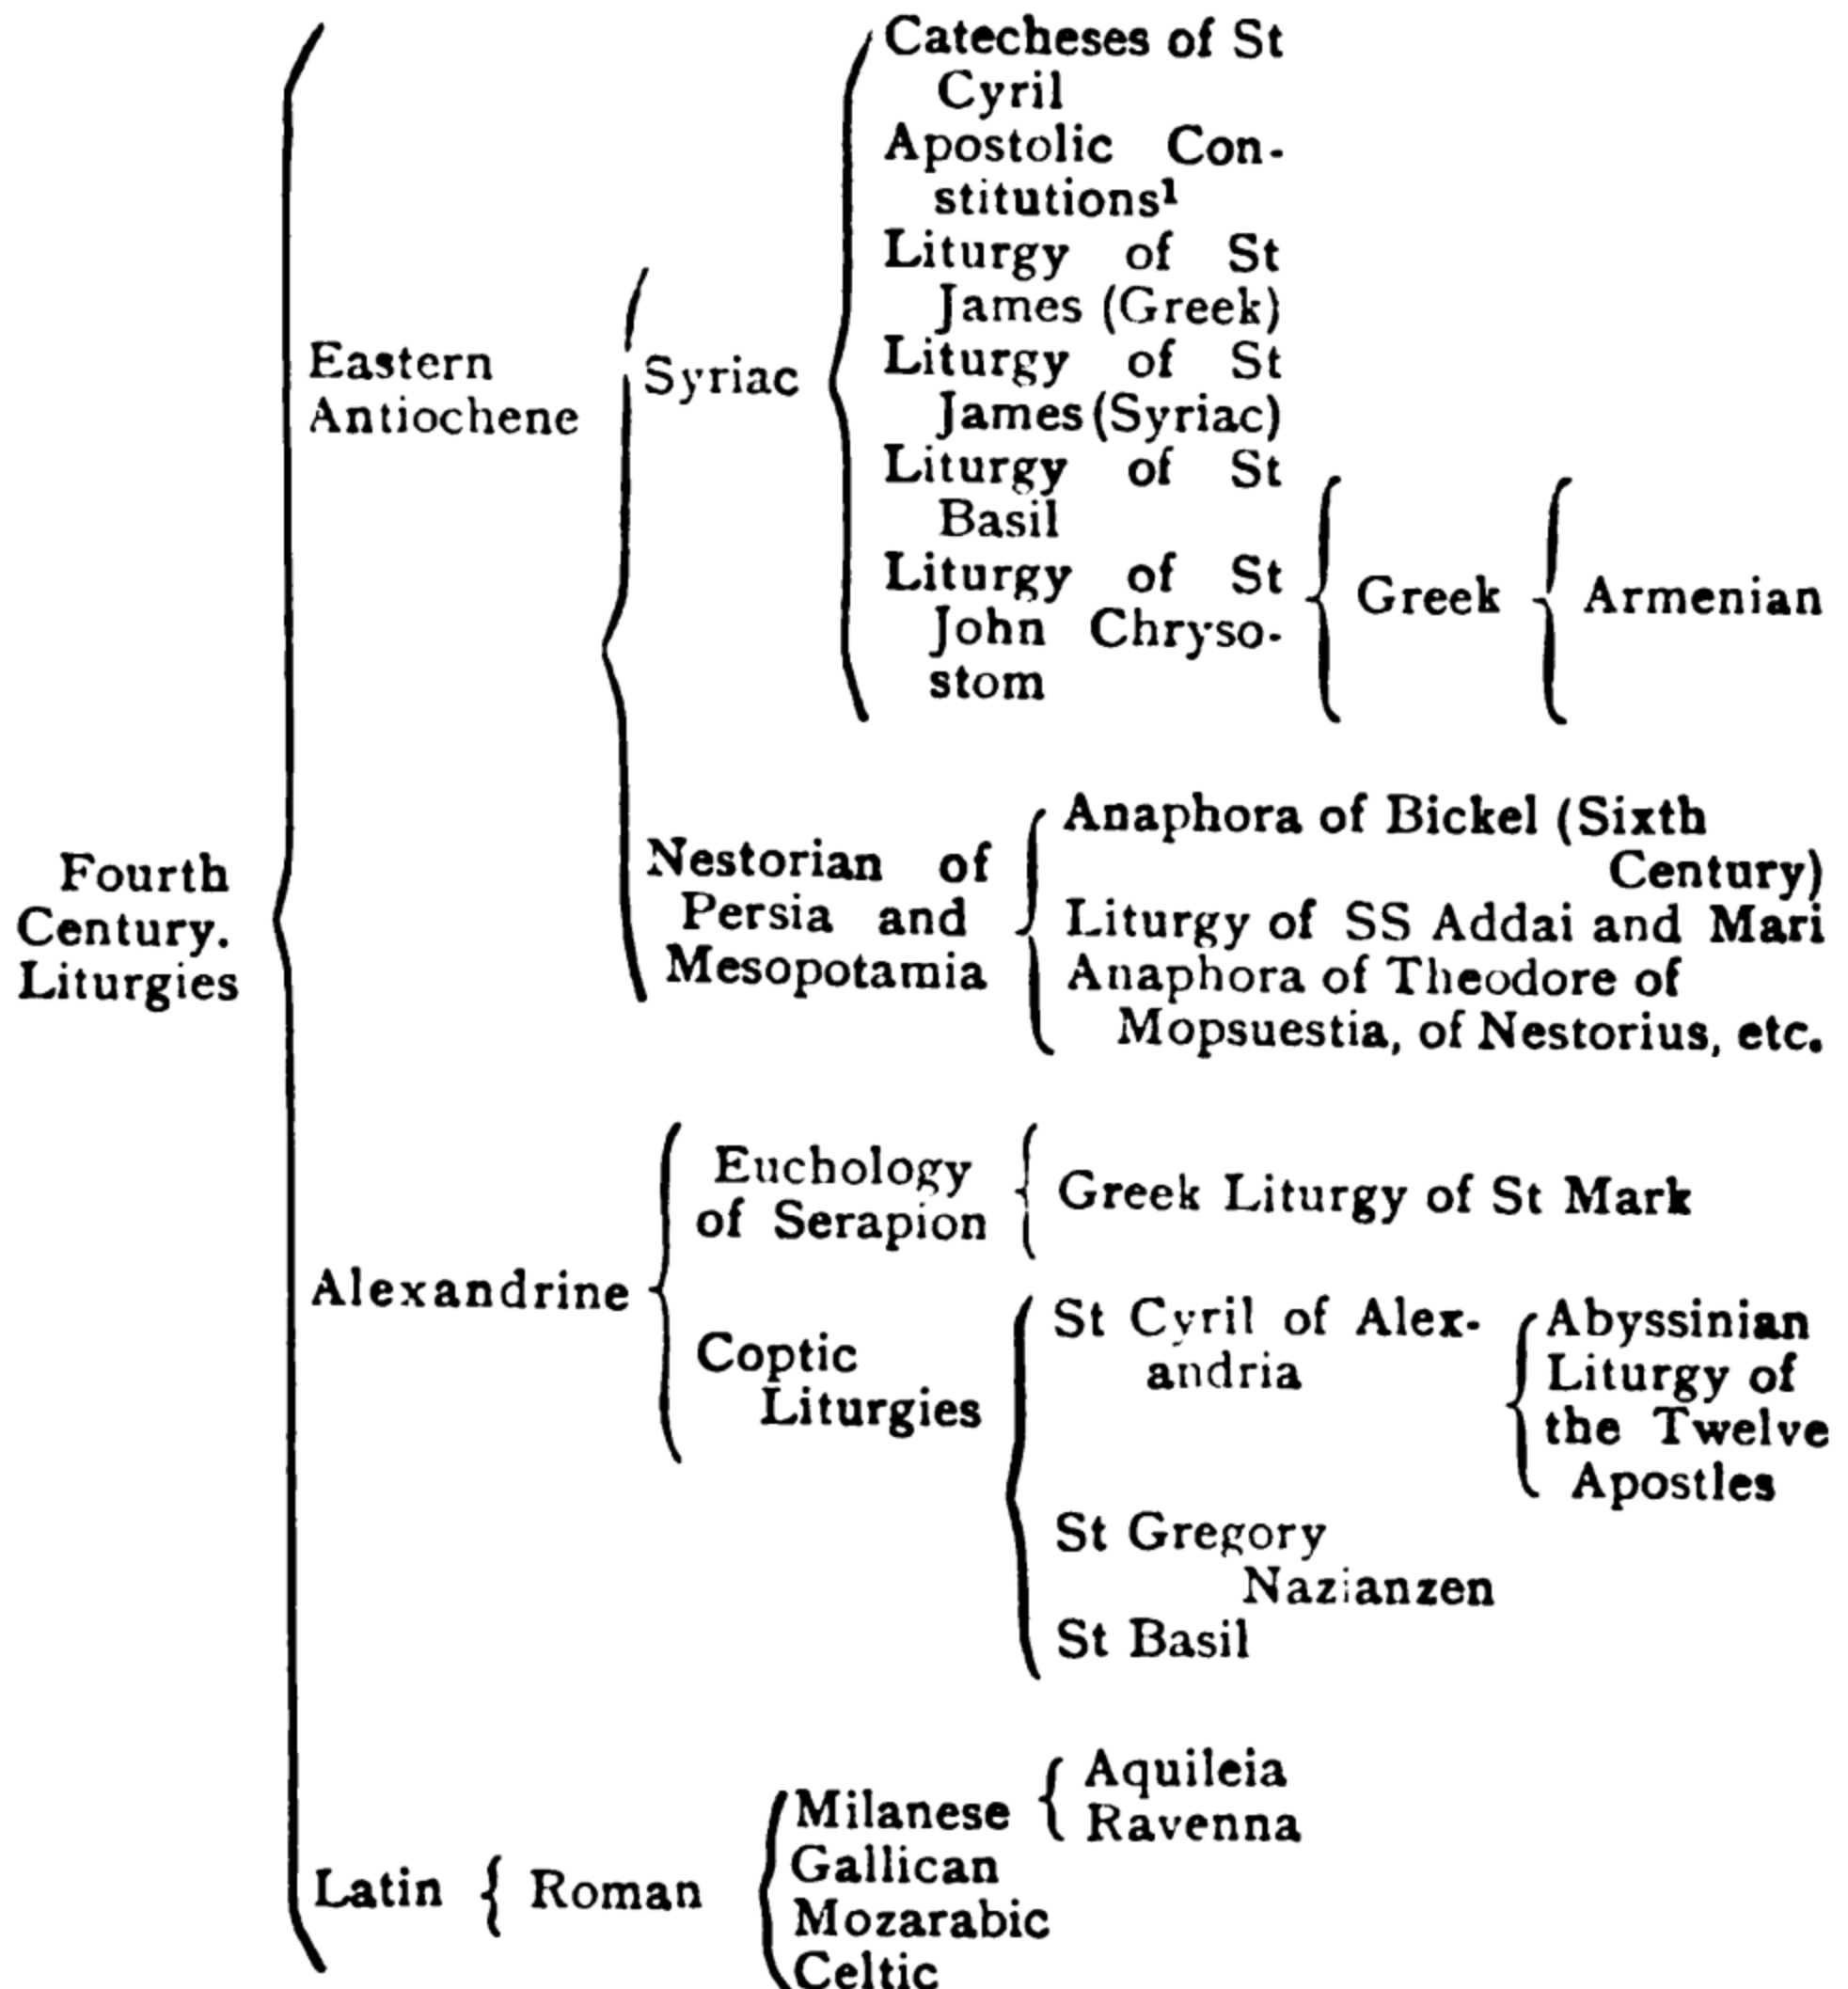 Catecheses of St
Cyril
Apostolic Con-
stitutions¹
Liturgy of St
James (Greek)
Liturgy of St
James (Syriac)
Liturgy of St
Basil
Liturgy of St
John Chryso-
stom
Eastern
Antiochene
Syriac
Greek
Armenian
Fourth
Century.
Liturgies
Nestorian of
Persia and
Mesopotamia
Anaphora of Bickel (Sixth
Century)
Liturgy of SS Addai and Mari
Anaphora of Theodore of
Mopsuestia, of Nestorius, etc.
Alexandrine
Euchology
of Serapion
Greek Liturgy of St Mark
Coptic
Liturgies
St Cyril of Alex-
andria
Abyssinian
Liturgy of
the Twelve
Apostles
St Gregory
Nazianzen
St Basil
Latin
Roman
Milanese
Gallican
Mozarabic
Celtic
Aquileia
Ravenna